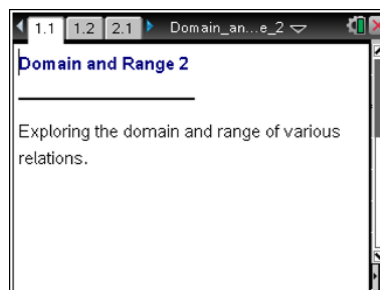 1.1 1.2 2.1 Domain_an...e_2
Domain and Range 2
Exploring the domain and range of various
relations.